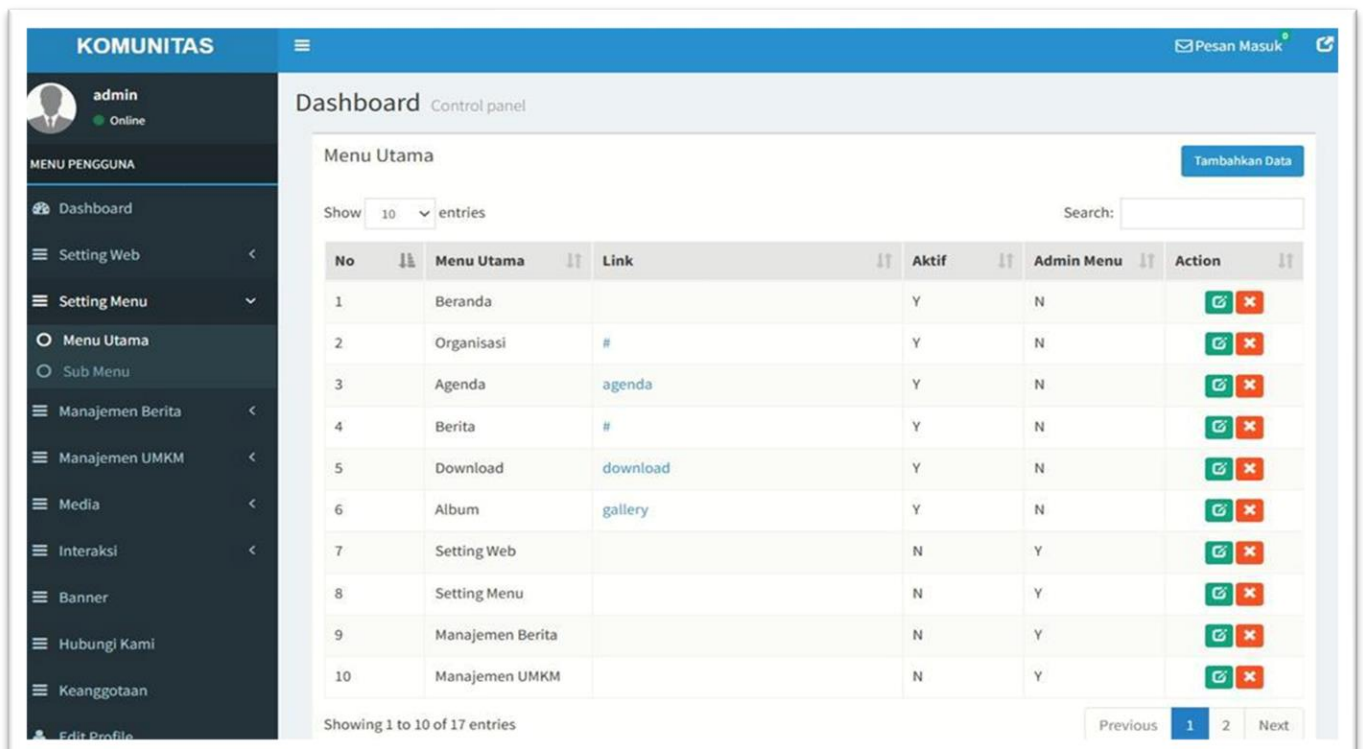 KOMUNITAS
Pesan Masuk 0
admin
Online
MENU PENGGUNA
Dashboard
Setting Web
Setting Menu
Menu Utama
Sub Menu
Manajemen Berita
Manajemen UMKM
Media
Interaksi
Banner
Hubungi Kami
Keanggotaan
Edit Profile
Dashboard Control panel
Menu Utama
Tambahkan Data
Show 10 entries
Search:
No Menu Utama Link Aktif Admin Menu Action
1 Beranda Y N
2 Organisasi # Y N
3 Agenda agenda Y N
4 Berita # Y N
5 Download download Y N
6 Album gallery Y N
7 Setting Web N Y
8 Setting Menu N Y
9 Manajemen Berita N Y
10 Manajemen UMKM N Y
Showing 1 to 10 of 17 entries
Previous 1 2 Next